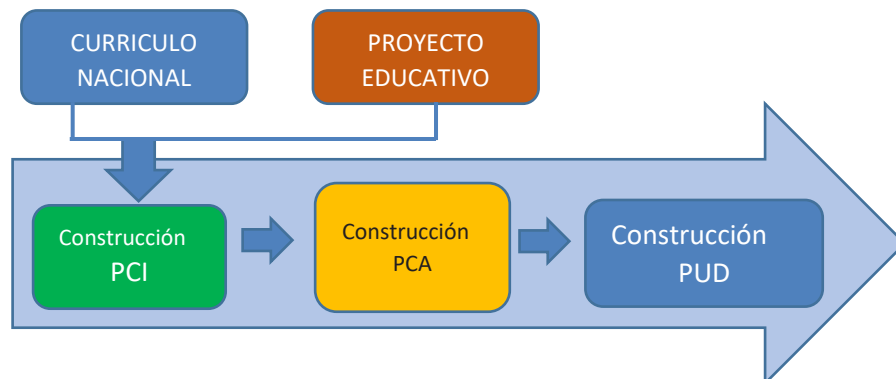 CURRICULO
NACIONAL
PROYECTO
EDUCATIVO
Construcción
PCI
Construcción
PCA
Construcción
PUD